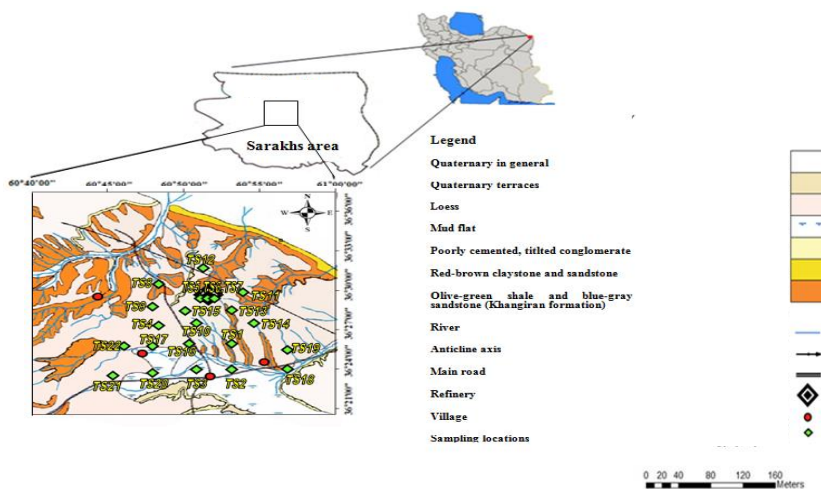 Sarakhs area
60°40'00"
60°45'00"
60°50'00"
60°55'00"
61°00'00"
N
W E
S
36°36'00"
36°33'00"
36°30'00"
36°27'00"
36°24'00"
36°21'00"
TS12
TS8
TS7
TS11
TS9
TS15
TS13
TS4
TS10
TS14
TS17
TS1
TS22
TS16
TS19
TS21
TS20
TS3
TS2
TS18
Legend
Quaternary in general
Quaternary terraces
Loess
Mud flat
Poorly cemented, titlted conglomerate
Red-brown claystone and sandstone
Olive-green shale and blue-gray
sandstone (Khangiran formation)
River
Anticline axis
Main road
Refinery
Village
Sampling locations
0 20 40 80 120 160
Meters